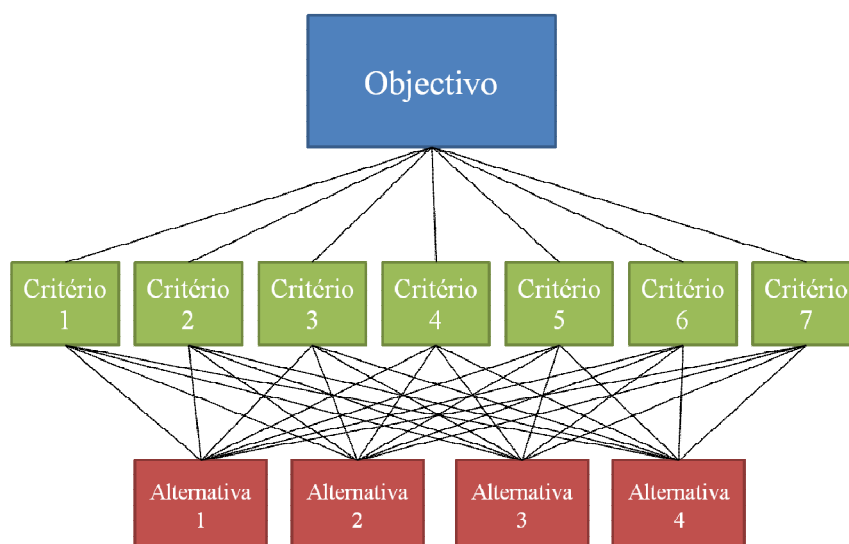 Objectivo
Critério
1
Critério
2
Critério
3
Critério
4
Critério
5
Critério
6
Critério
7
Alternativa
1
Alternativa
2
Alternativa
3
Alternativa
4